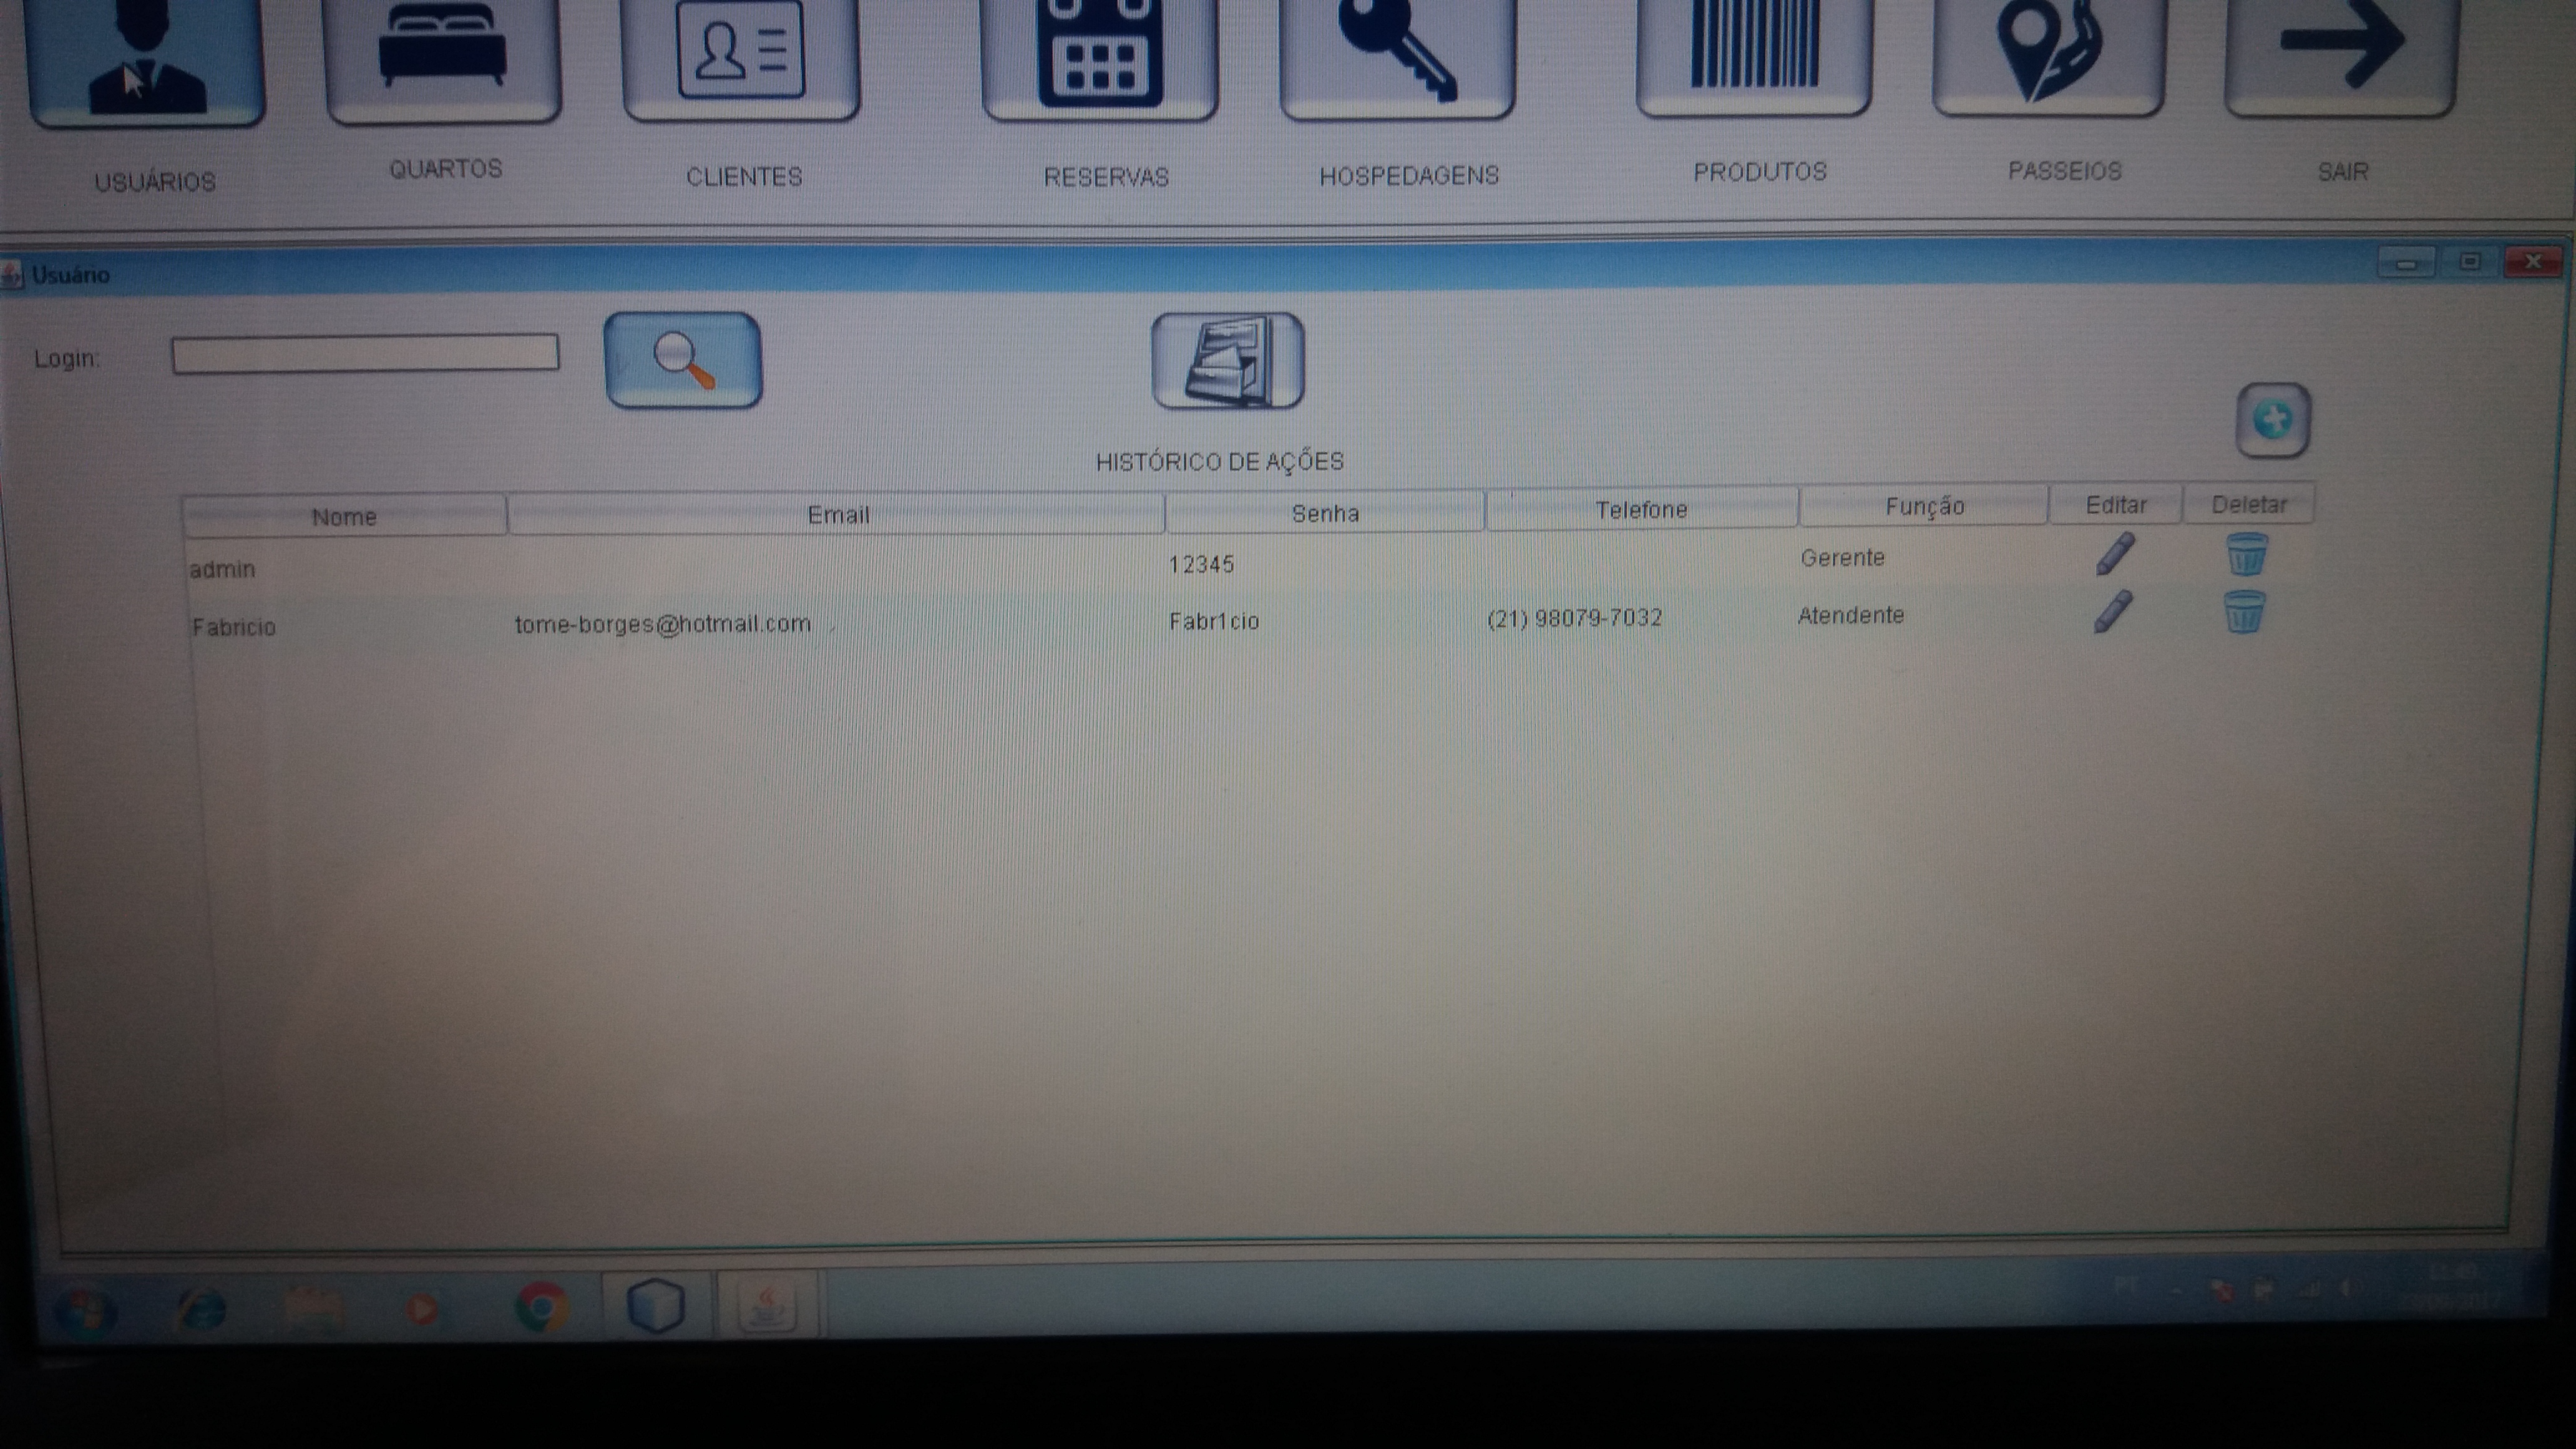 USUÁRIOS QUARTOS CLIENTES RESERVAS HOSPEDAGENS PRODUTOS PASSEIOS SAIR
Usuário
Login:
HISTÓRICO DE AÇÕES
Nome Email Senha Telefone Função Editar Deletar
admin 12345 Gerente
Fabricio tome-borges@hotmail.com Fabr1cio (21) 98079-7032 Atendente